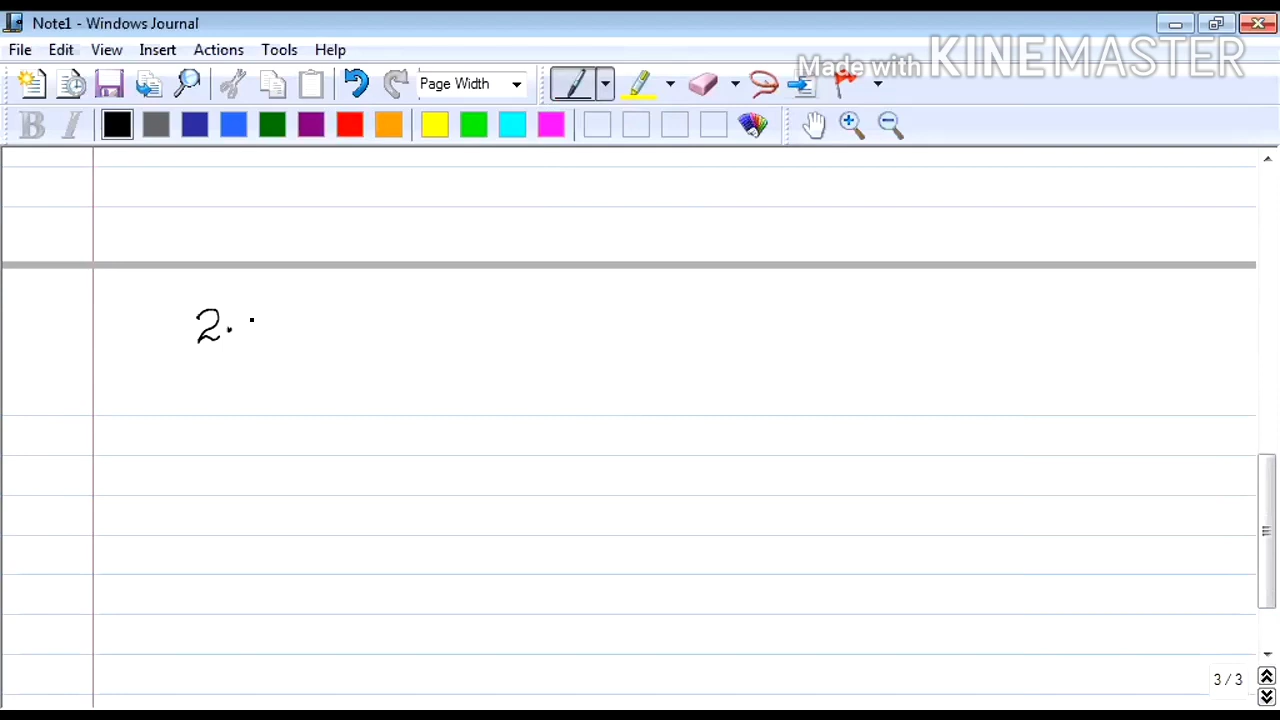 Note1 - Windows Journal
File Edit View Insert Actions Tools Help
Made with KINEMASTER
Page Width
B I
2.
3 / 3